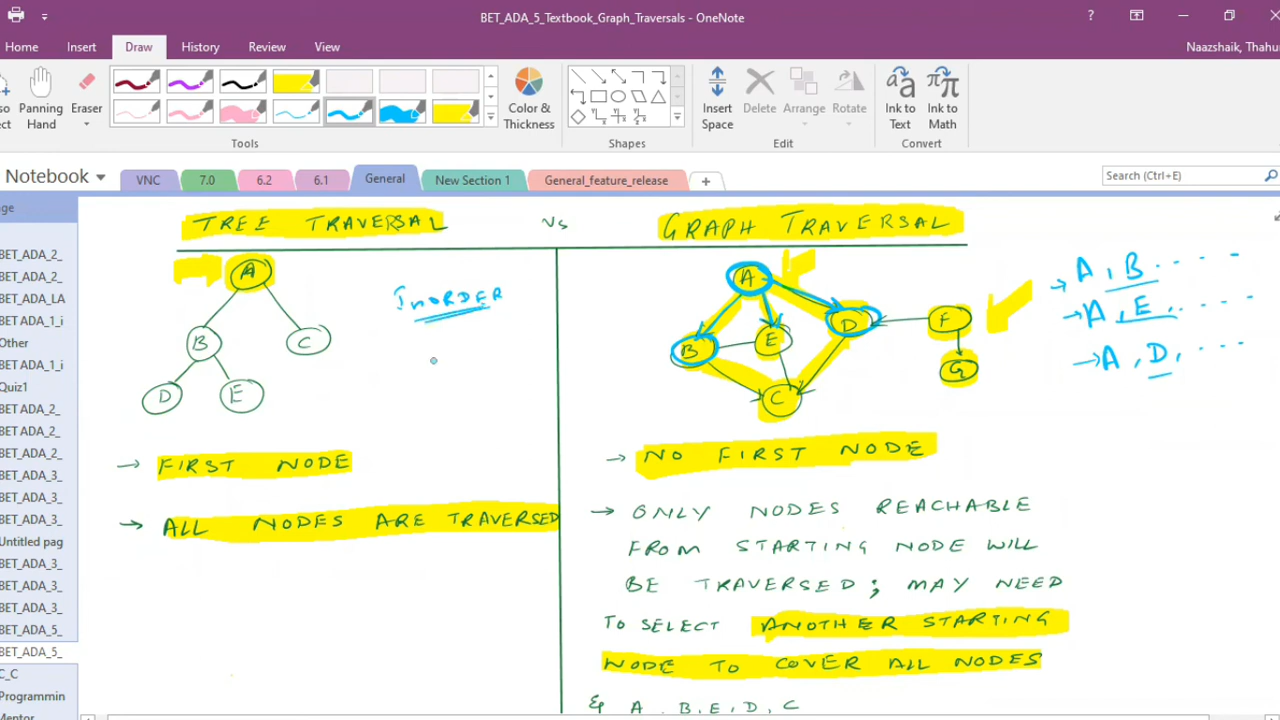 BET_ADA_5_Textbook_Graph_Traversals - OneNote
?
Home Insert Draw History Review View
Naazshaik, Thahu
Panning Hand
Eraser
Color & Thickness
Insert Space
Delete
Arrange
Rotate
Ink to Text
Ink to Math
Tools
Shapes
Edit
Convert
Notebook
VNC 7.0 6.2 6.1 General New Section 1 General_feature_release +
Search (Ctrl+E)
ge
BET_ADA_2_
BET_ADA_2_
BET_ADA_LA
BET_ADA_1_i
Other
BET_ADA_1_i
Quiz1
BET_ADA_2_
BET_ADA_2_
BET_ADA_2_
BET_ADA_3_
BET_ADA_3_
BET_ADA_3_
Untitled pag
BET_ADA_3_
BET_ADA_3_
BET_ADA_3_
BET_ADA_5_
BET_ADA_5_
C_C
Programmin
Mentor
TREE TRAVERSAL Vs GRAPH TRAVERSAL
A
B C
D E
INORDER
A
B E D F
C G
→ A, B . . . . .
→ A, E, . . . .
→ A, D, . . .
→ FIRST NODE
→ ALL NODES ARE TRAVERSED
→ NO FIRST NODE
→ ONLY NODES REACHABLE
FROM STARTING NODE WILL
BE TRAVERSED; MAY NEED
TO SELECT ANOTHER STARTING
NODE TO COVER ALL NODES
A, B, E, D, C